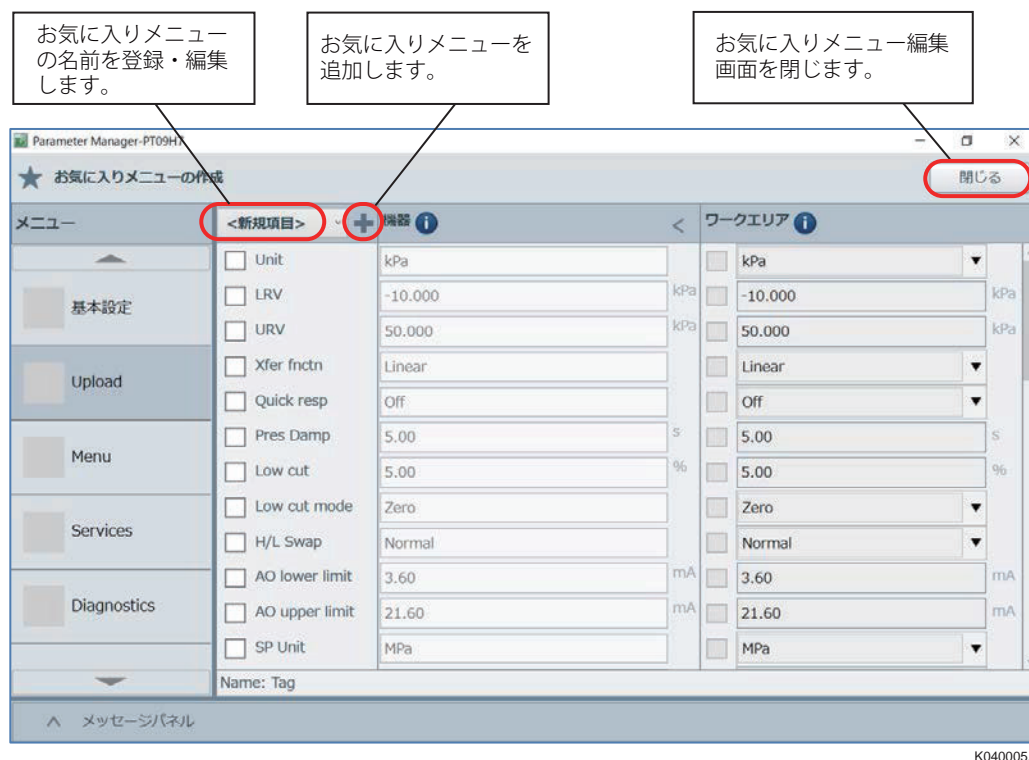 お気に入りメニュー
の名前を登録・編集
します。
お気に入りメニューを
追加します。
お気に入りメニュー編集
画面を閉じます。
Parameter Manager-PT09H7
お気に入りメニューの作成
閉じる
メニュー <新規項目> 機器 < ワークエリア
Unit kPa kPa
LRV -10.000 kPa -10.000 kPa
基本設定
URV 50.000 kPa 50.000 kPa
Xfer fnctn Linear Linear
Upload
Quick resp Off Off
Pres Damp 5.00 s 5.00 s
Menu
Low cut 5.00 % 5.00 %
Low cut mode Zero Zero
Services
H/L Swap Normal Normal
AO lower limit 3.60 mA 3.60 mA
Diagnostics
AO upper limit 21.60 mA 21.60 mA
SP Unit MPa MPa
Name: Tag
メッセージパネル
K040005